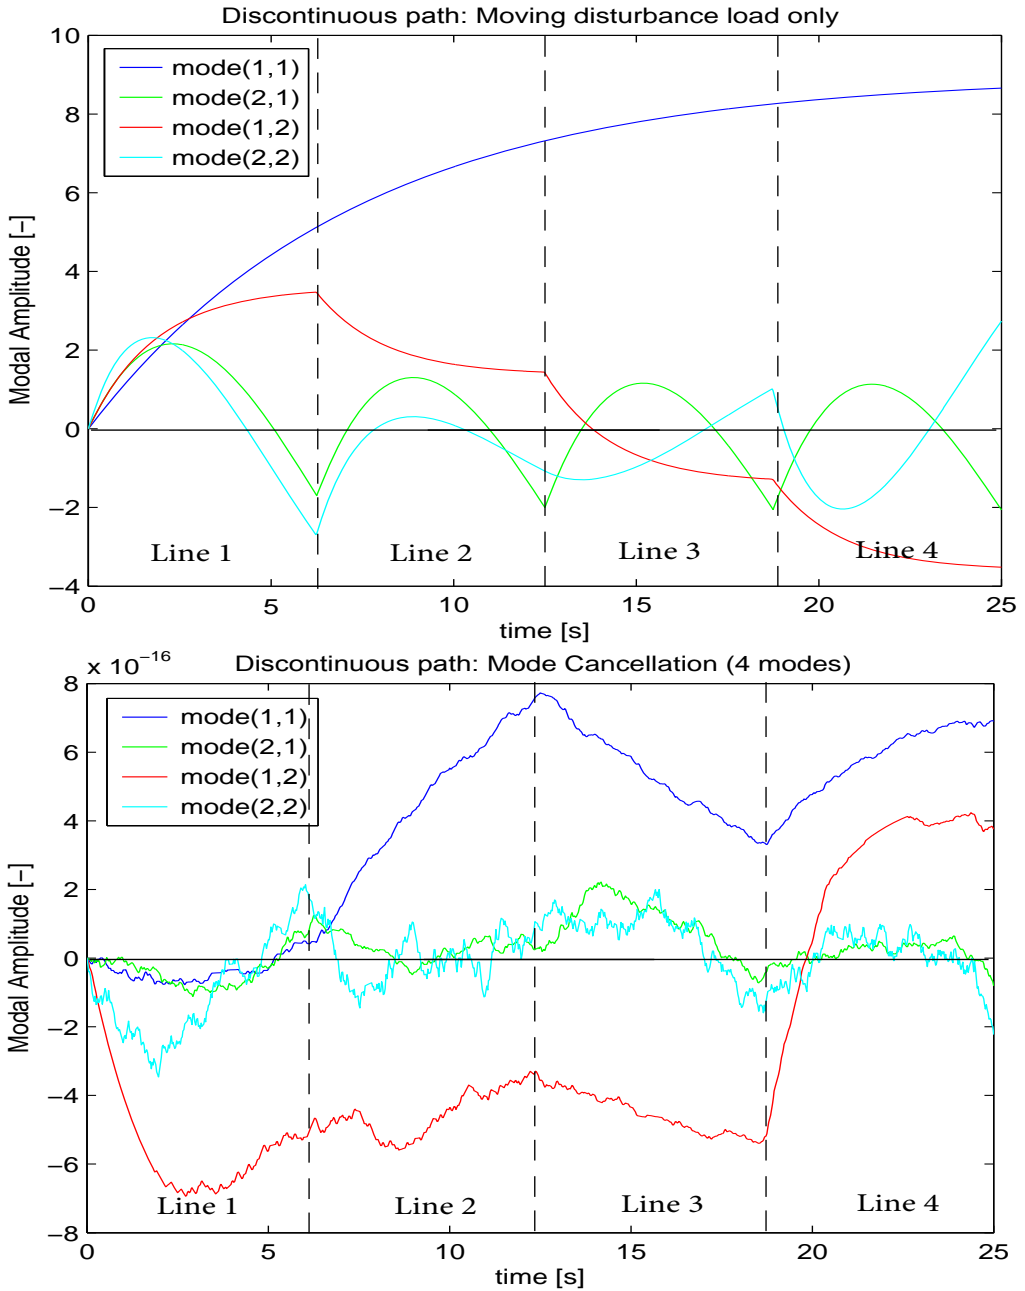 Discontinuous path: Moving disturbance load only
10
8
6
4
2
0
−2
−4
Modal Amplitude [−]
mode(1,1)
mode(2,1)
mode(1,2)
mode(2,2)
Line 1
Line 2
Line 3
Line 4
0
5
10
15
20
25
time [s]
x 10−16
Discontinuous path: Mode Cancellation (4 modes)
8
6
4
2
0
−2
−4
−6
−8
Modal Amplitude [−]
mode(1,1)
mode(2,1)
mode(1,2)
mode(2,2)
Line 1
Line 2
Line 3
Line 4
0
5
10
15
20
25
time [s]